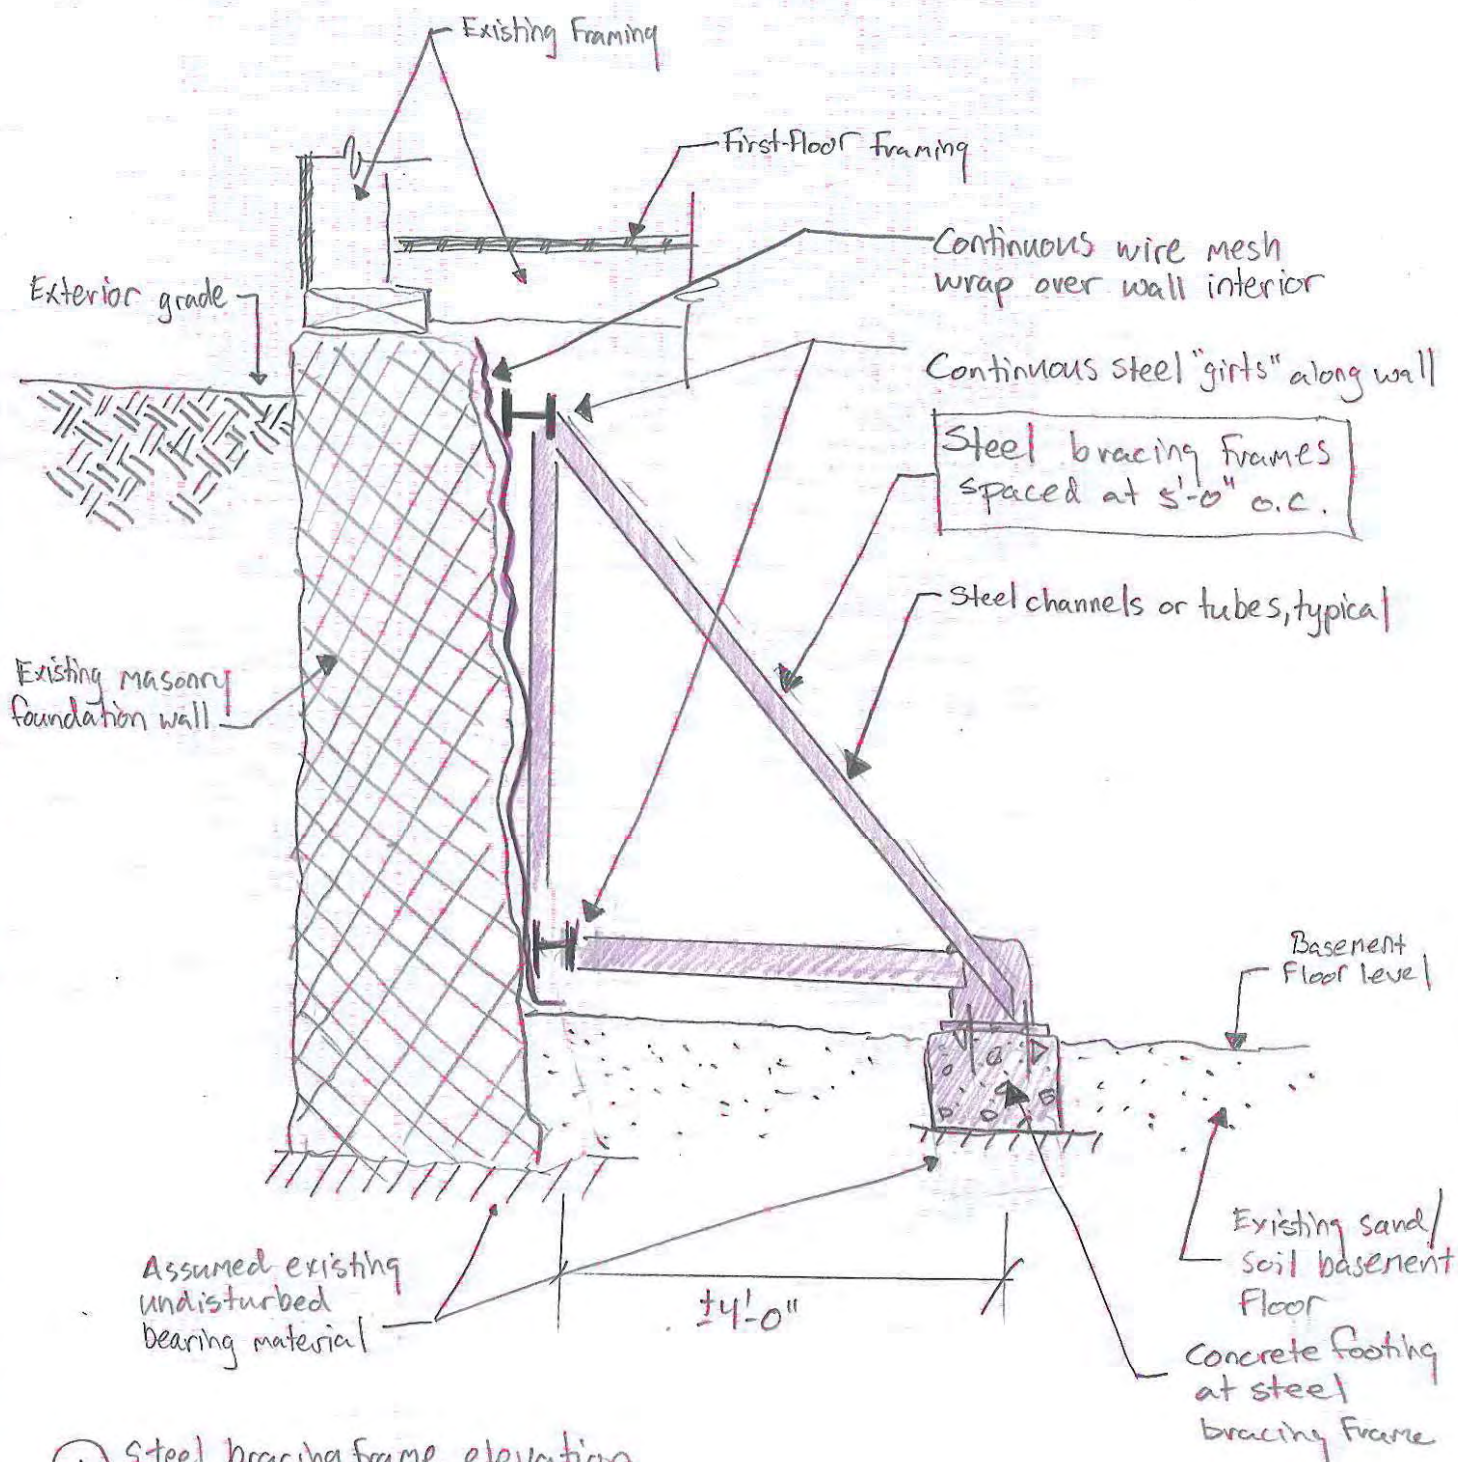 Existing Framing
First-Floor Framing
Continuous wire mesh
wrap over wall interior
Exterior grade
Continuous steel "girts" along wall
Steel bracing frames
spaced at 5'-0" o.c.
Steel channels or tubes, typical
Existing masonry
foundation wall
Basement
Floor level
Existing sand/
soil basement
Floor
Assumed existing
undisturbed
bearing material
±4'-0"
Concrete footing
at steel
bracing frame
Steel bracing frame elevation